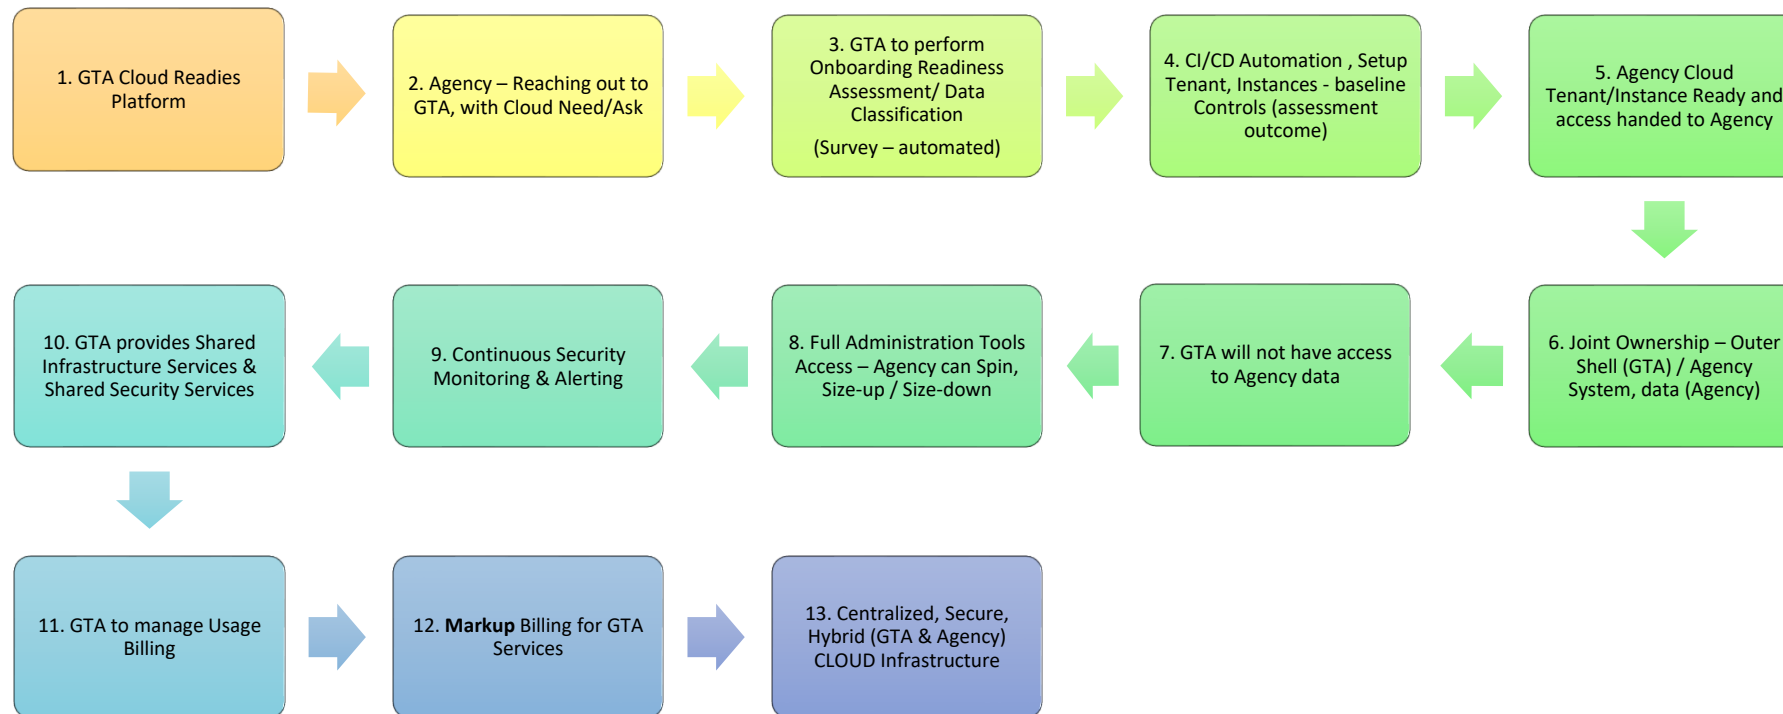 1. GTA Cloud Readies
Platform
2. Agency – Reaching out to
GTA, with Cloud Need/Ask
3. GTA to perform
Onboarding Readiness
Assessment/ Data
Classification
(Survey – automated)
4. CI/CD Automation , Setup
Tenant, Instances - baseline
Controls (assessment
outcome)
5. Agency Cloud
Tenant/Instance Ready and
access handed to Agency
6. Joint Ownership – Outer
Shell (GTA) / Agency
System, data (Agency)
7. GTA will not have access
to Agency data
8. Full Administration Tools
Access – Agency can Spin,
Size-up / Size-down
9. Continuous Security
Monitoring & Alerting
10. GTA provides Shared
Infrastructure Services &
Shared Security Services
11. GTA to manage Usage
Billing
12. Markup Billing for GTA
Services
13. Centralized, Secure,
Hybrid (GTA & Agency)
CLOUD Infrastructure